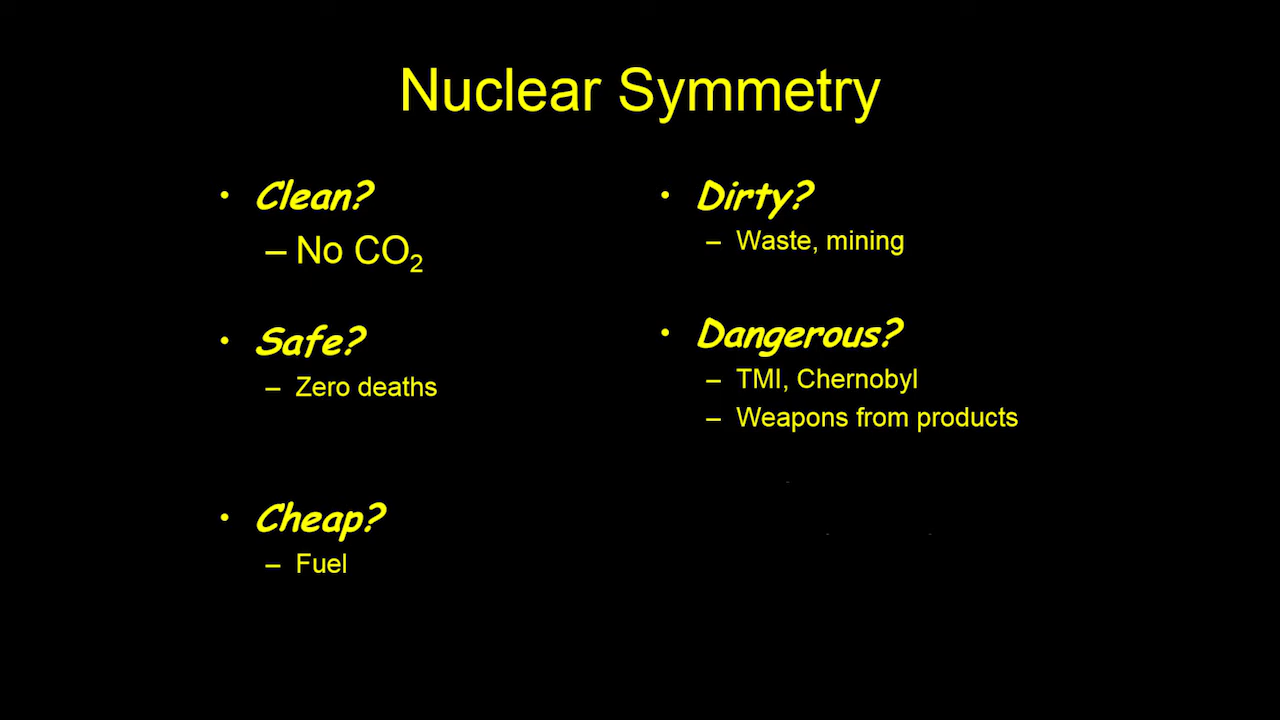 Nuclear Symmetry
• Clean?
– No CO₂
• Safe?
– Zero deaths
• Cheap?
– Fuel
• Dirty?
– Waste, mining
• Dangerous?
– TMI, Chernobyl
– Weapons from products